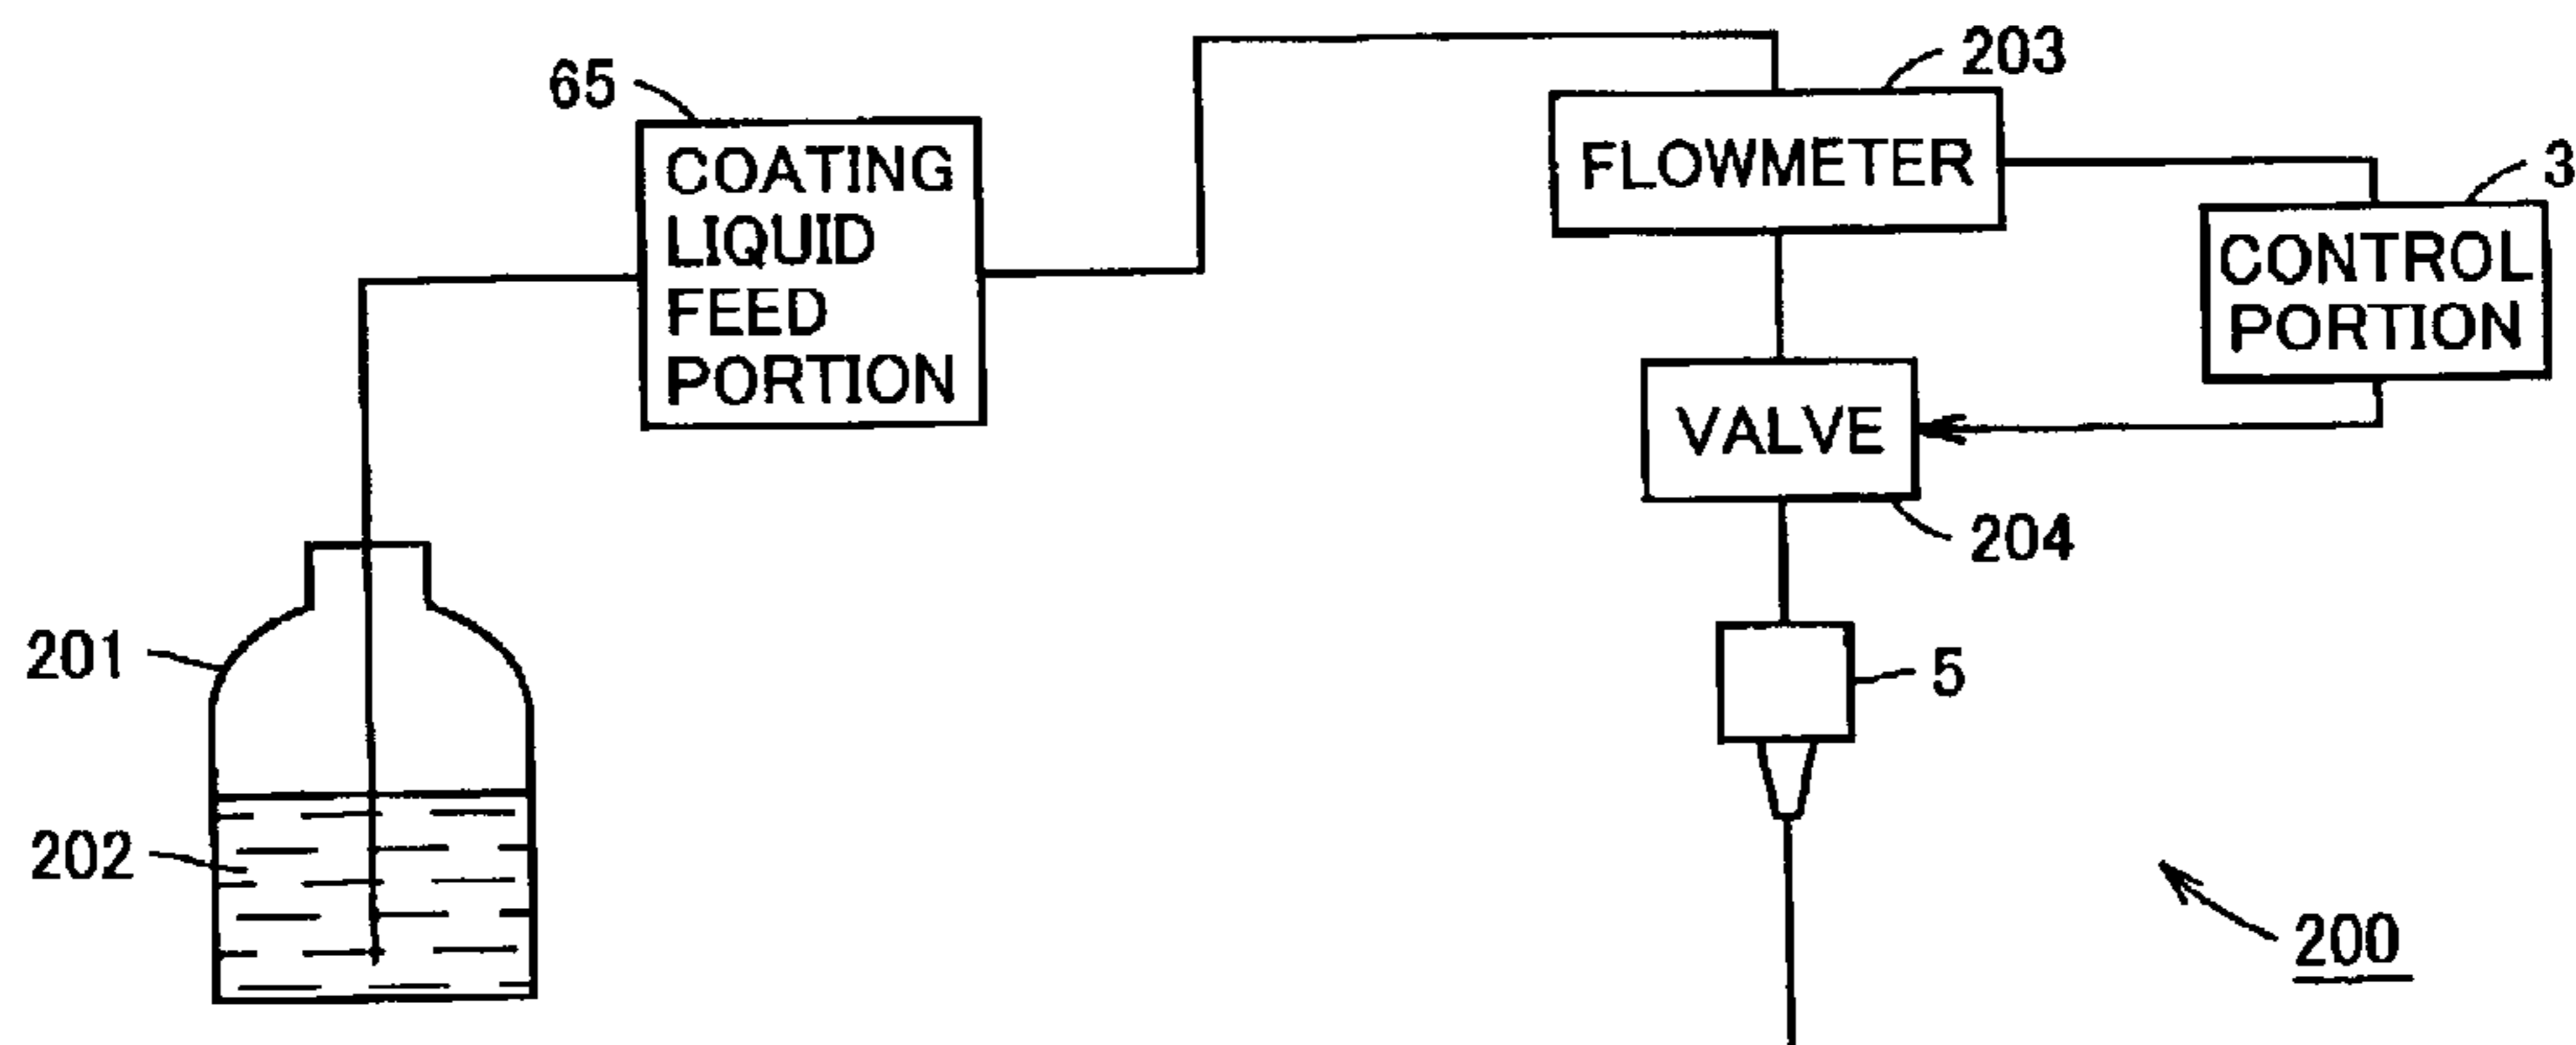 203
65
COATING
LIQUID
FEED
PORTION
FLOWMETER
3
CONTROL
PORTION
VALVE
204
201
5
202
200